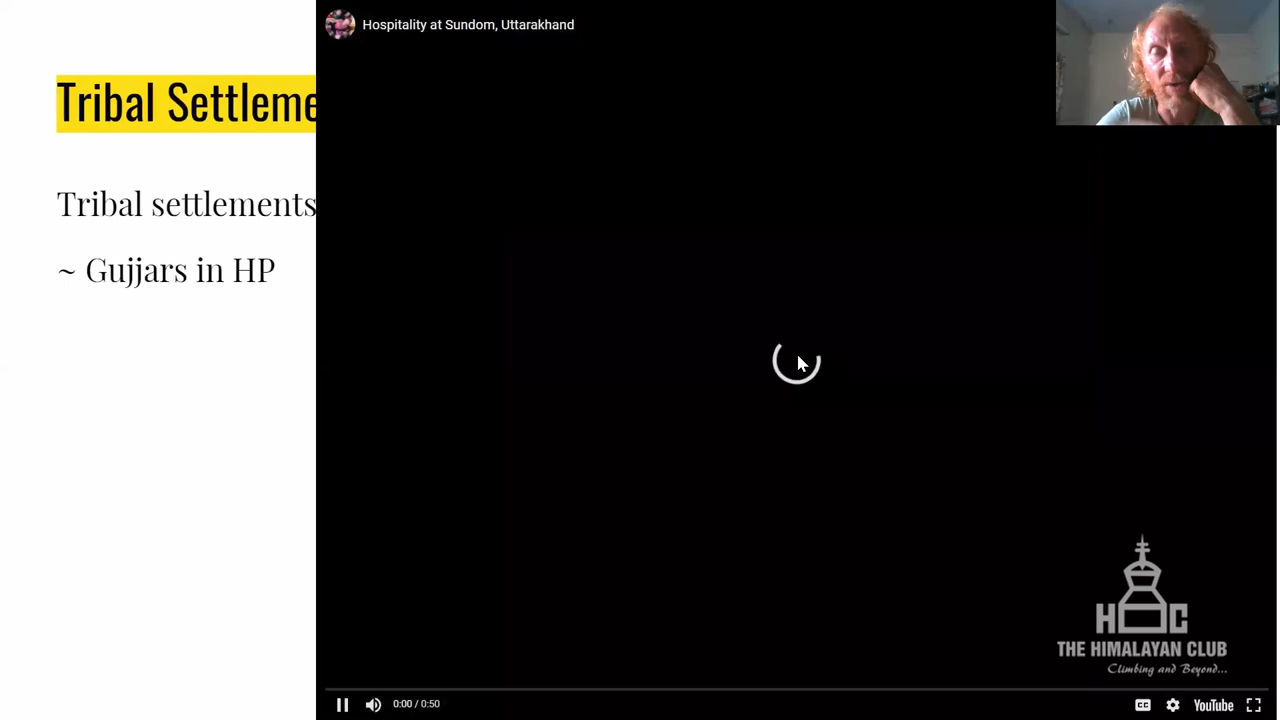 Hospitality at Sundom, Uttarakhand
Tribal Settleme
Tribal settlements
~ Gujjars in HP
H C
THE HIMALAYAN CLUB
Climbing and Beyond...
0:00 / 0:50
CC
YouTube